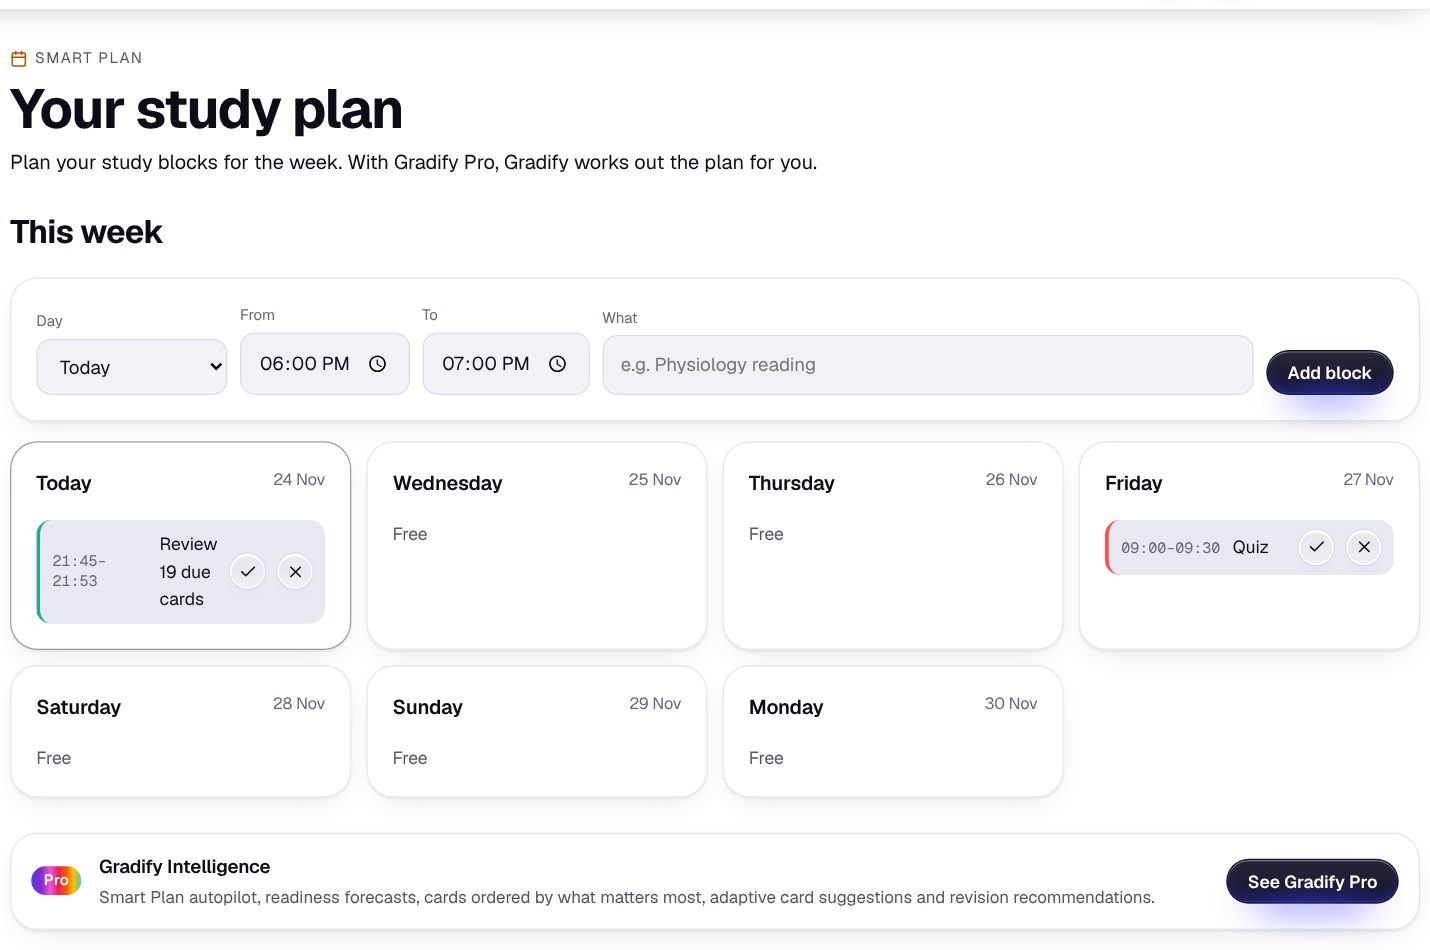 SMART PLAN
Your study plan
Plan your study blocks for the week. With Gradify Pro, Gradify works out the plan for you.
This week
Day
From
To
What
Today
06:00 PM
07:00 PM
e.g. Physiology reading
Add block
Today
24 Nov
21:45-
21:53
Review
19 due
cards
Wednesday
25 Nov
Free
Thursday
26 Nov
Free
Friday
27 Nov
09:00-09:30
Quiz
Saturday
28 Nov
Free
Sunday
29 Nov
Free
Monday
30 Nov
Free
Pro
Gradify Intelligence
Smart Plan autopilot, readiness forecasts, cards ordered by what matters most, adaptive card suggestions and revision recommendations.
See Gradify Pro